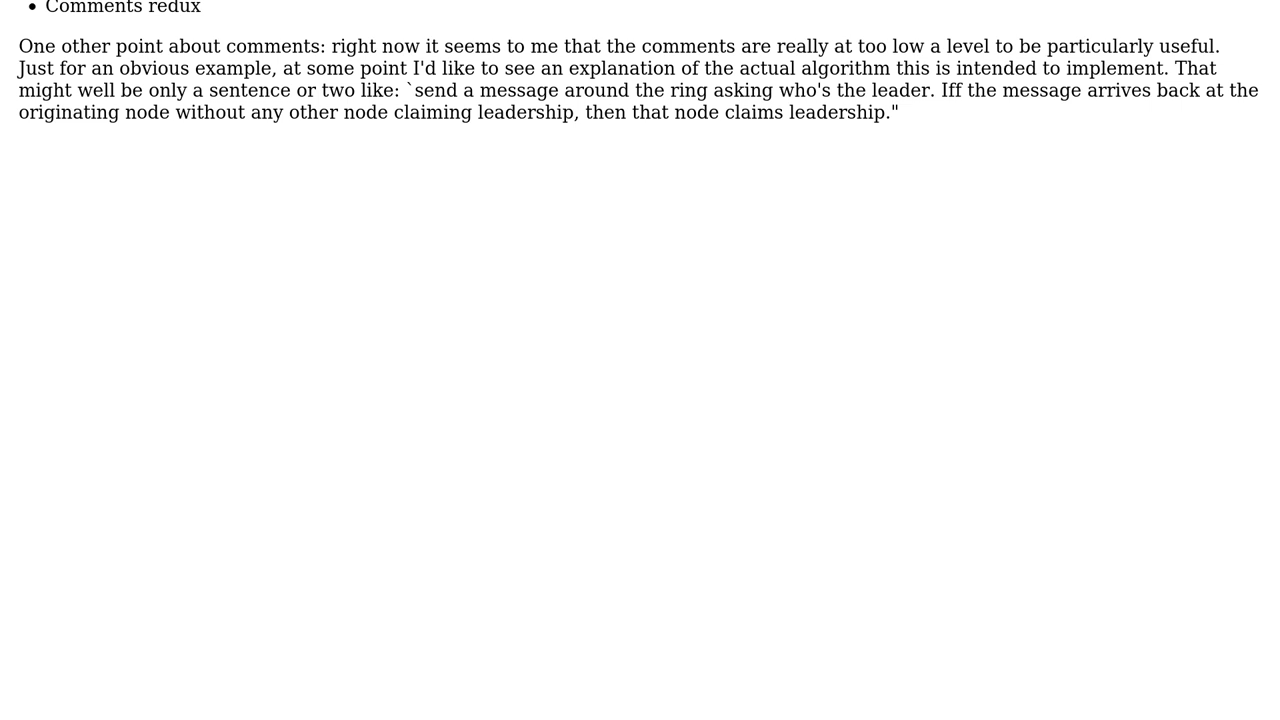 • Comments redux
One other point about comments: right now it seems to me that the comments are really at too low a level to be particularly useful.
Just for an obvious example, at some point I'd like to see an explanation of the actual algorithm this is intended to implement. That
might well be only a sentence or two like: `send a message around the ring asking who's the leader. Iff the message arrives back at the
originating node without any other node claiming leadership, then that node claims leadership."